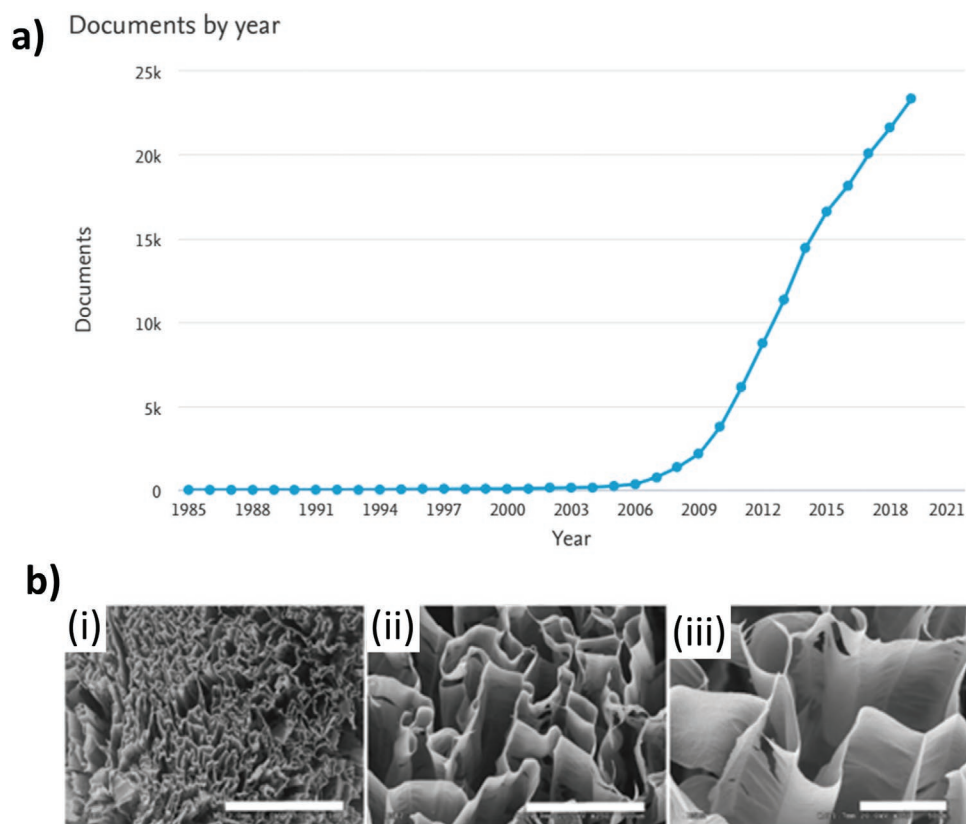 a)
Documents by year
25k
20k
15k
10k
5k
0
Documents
1985 1988 1991 1994 1997 2000 2003 2006 2009 2012 2015 2018 2021
Year
b)
(i) (ii) (iii)